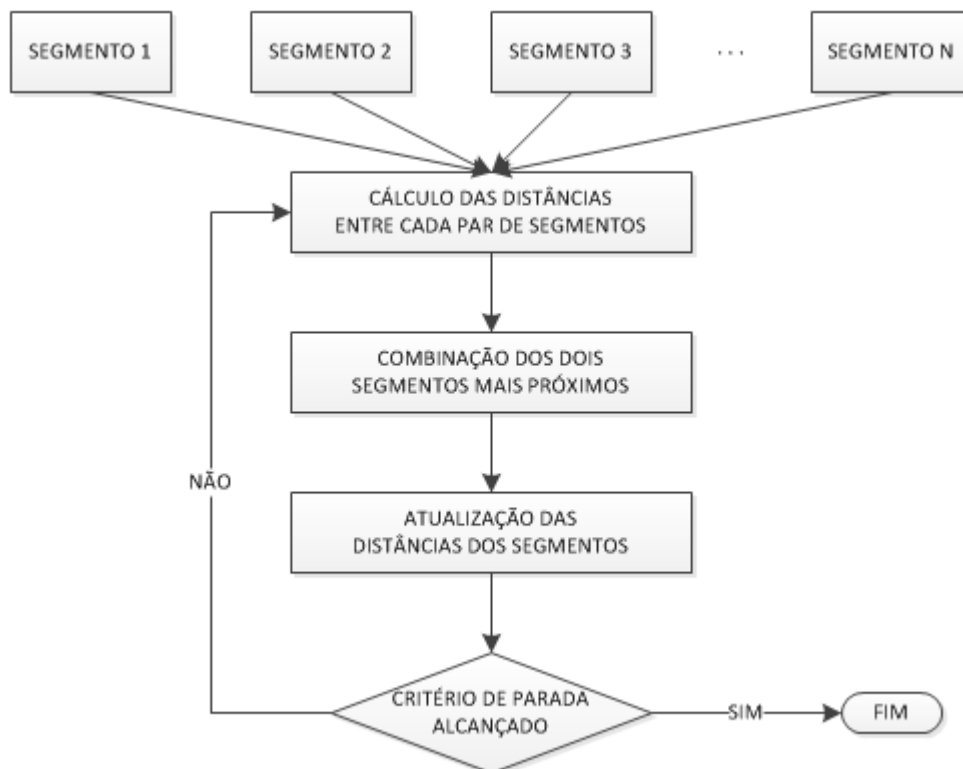 SEGMENTO 1
SEGMENTO 2
SEGMENTO 3
...
SEGMENTO N
CÁLCULO DAS DISTÂNCIAS
ENTRE CADA PAR DE SEGMENTOS
COMBINAÇÃO DOS DOIS
SEGMENTOS MAIS PRÓXIMOS
NÃO
ATUALIZAÇÃO DAS
DISTÂNCIAS DOS SEGMENTOS
CRITÉRIO DE PARADA
ALCANÇADO
SIM
FIM